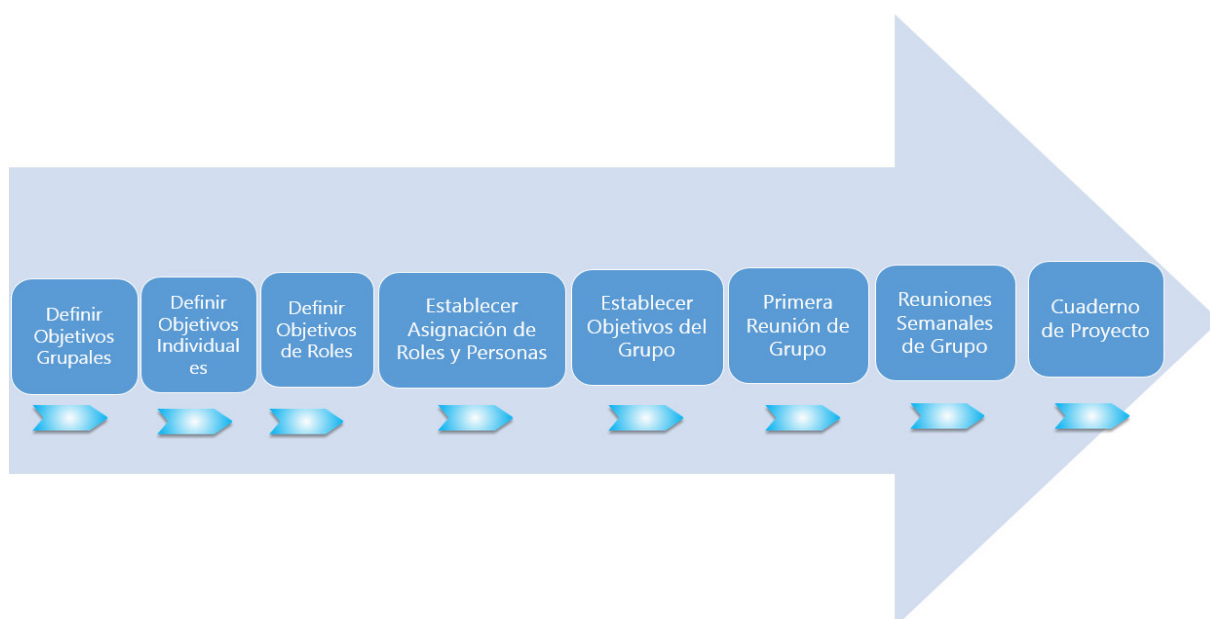 Definir
Objetivos
Grupales
Definir
Objetivos
Individual
es
Definir
Objetivos
de Roles
Establecer
Asignación de
Roles y Personas
Establecer
Objetivos del
Grupo
Primera
Reunión de
Grupo
Reuniones
Semanales
de Grupo
Cuaderno
de Proyecto